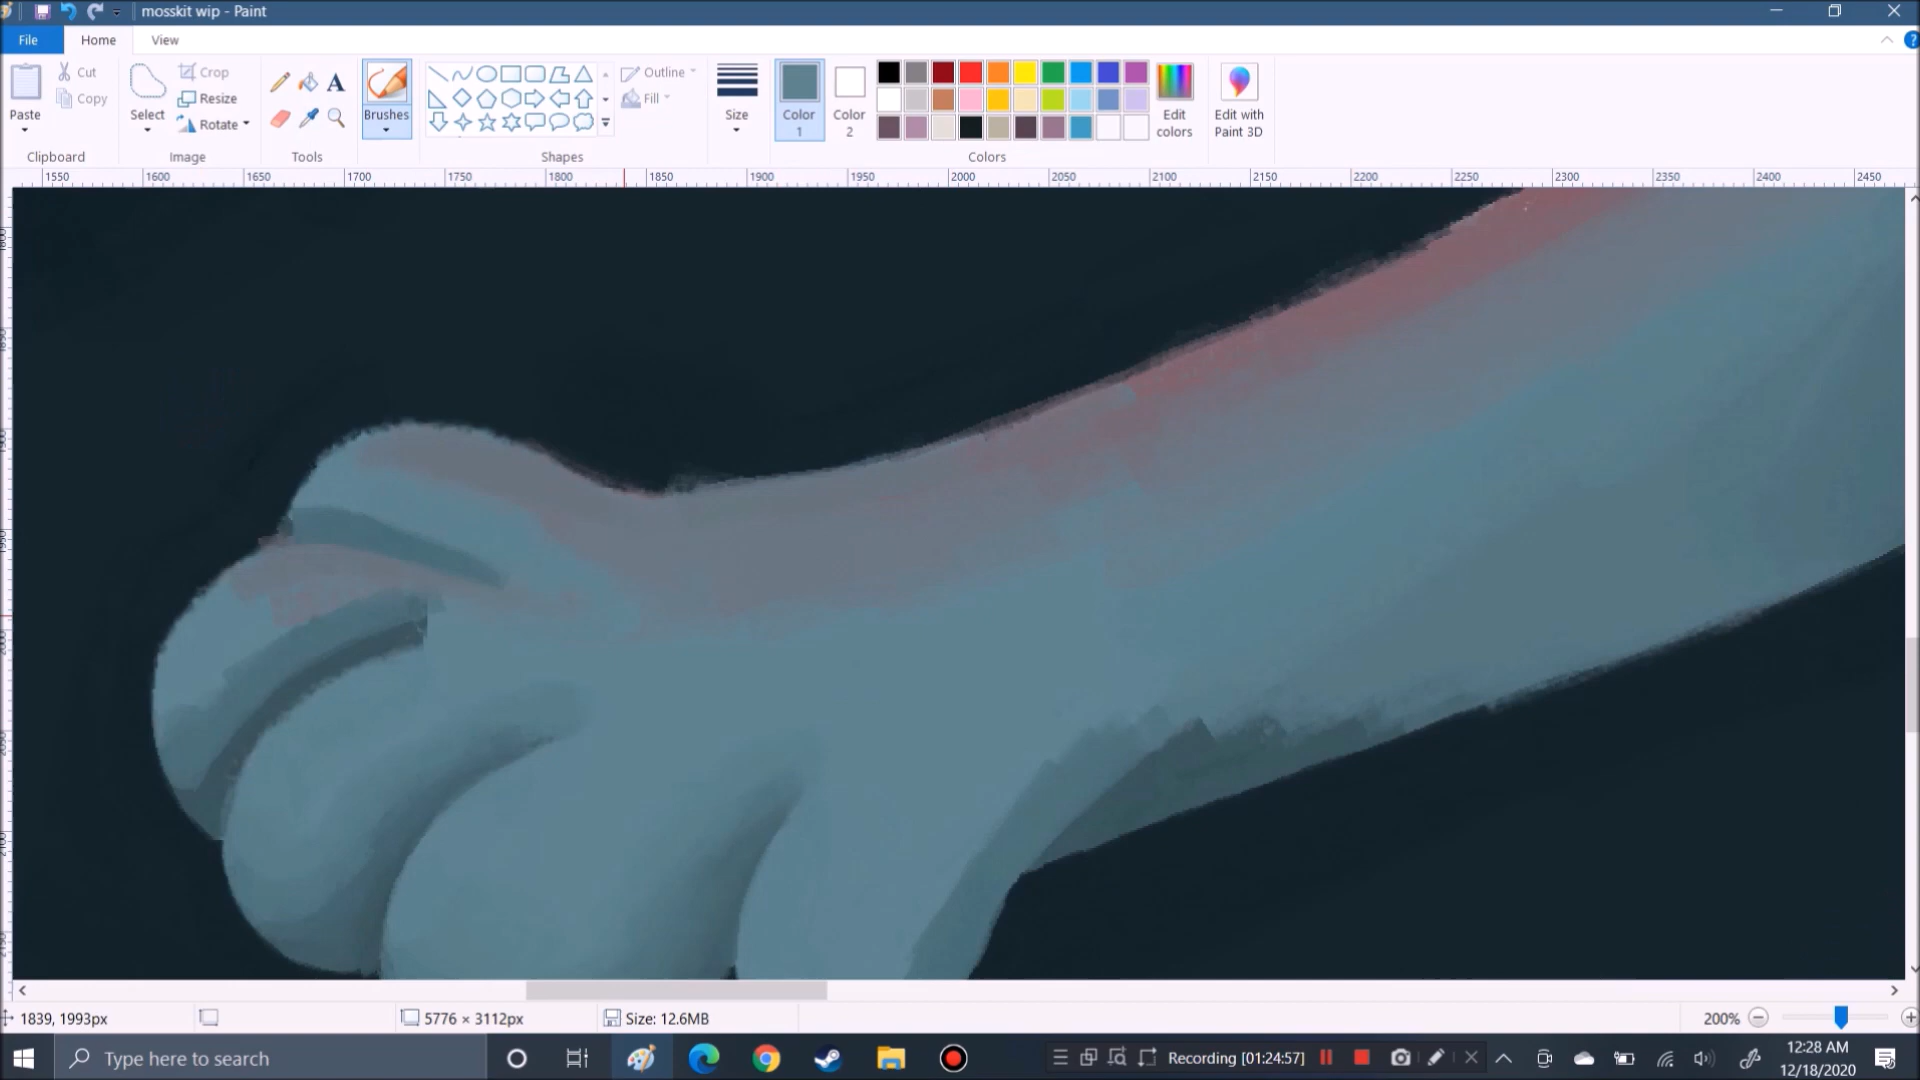 mosskit wip - Paint
File
Home
View
Paste
Cut
Copy
Clipboard
Select
Crop
Resize
Rotate
Image
A
Tools
Brushes
Shapes
Outline
Fill
Size
Color
1
Color
2
Edit
colors
Edit with
Paint 3D
Colors
1550 1600 1650 1700 1750 1800 1850 1900 1950 2000 2050 2100 2150 2200 2250 2300 2350 2400 2450
1839, 1993px
5776 × 3112px
Size: 12.6MB
200%
Type here to search
Recording [01:24:57]
12:28 AM
12/18/2020